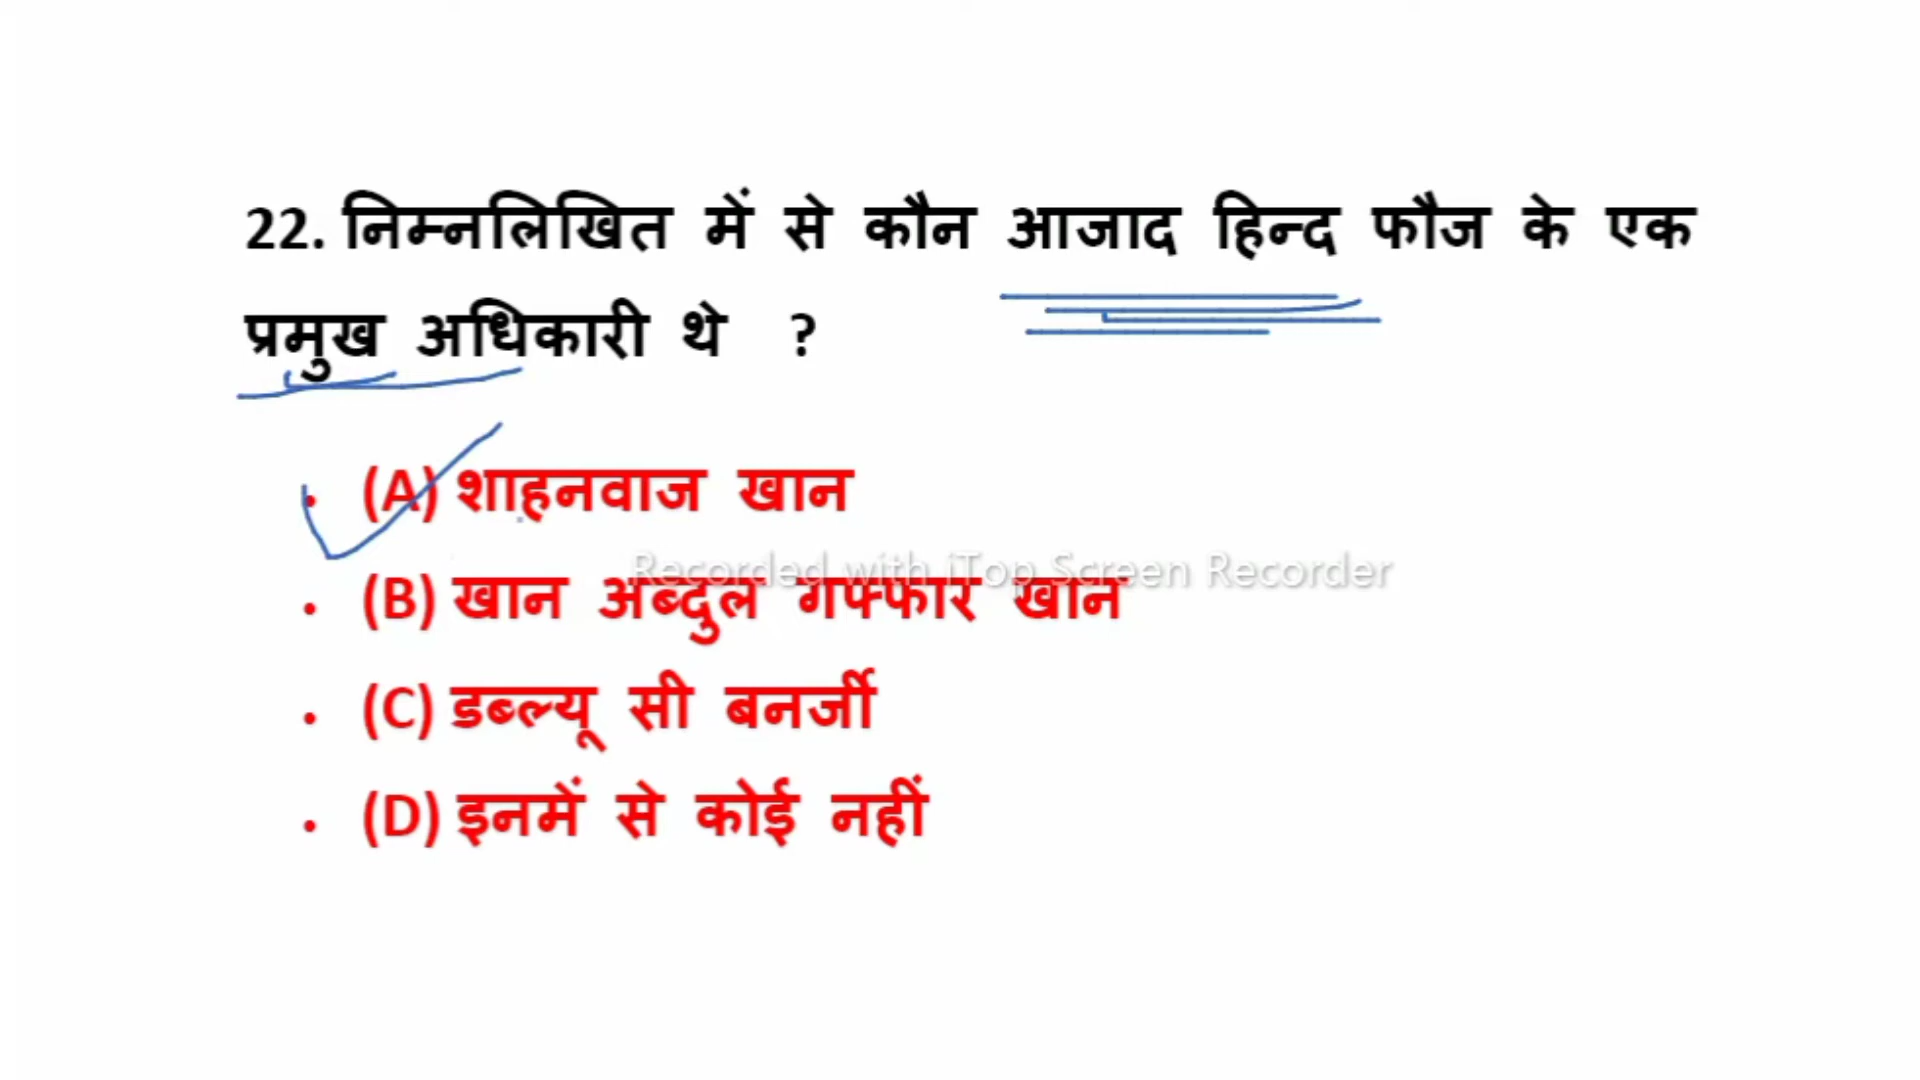 22. निम्नलिखित में से कौन आजाद हिन्द फौज के एक
प्रमुख अधिकारी थे ?
• (A) शाहनवाज खान
Recorded with iTop Screen Recorder
• (B) खान अब्दुल गफ्फार खान
• (C) डब्ल्यू सी बनर्जी
• (D) इनमें से कोई नहीं